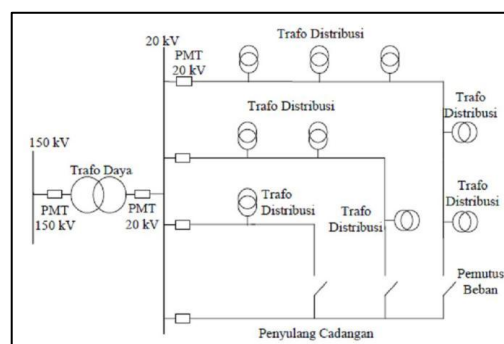 20 kV
Trafo Distribusi
PMT
20 kV
Trafo
Distribusi
Trafo Distribusi
150 kV
Trafo Daya
PMT
150 kV
PMT
20 kV
Trafo
Distribusi
Trafo
Distribusi
Trafo
Distribusi
Pemutus
Beban
Penyulang Cadangan